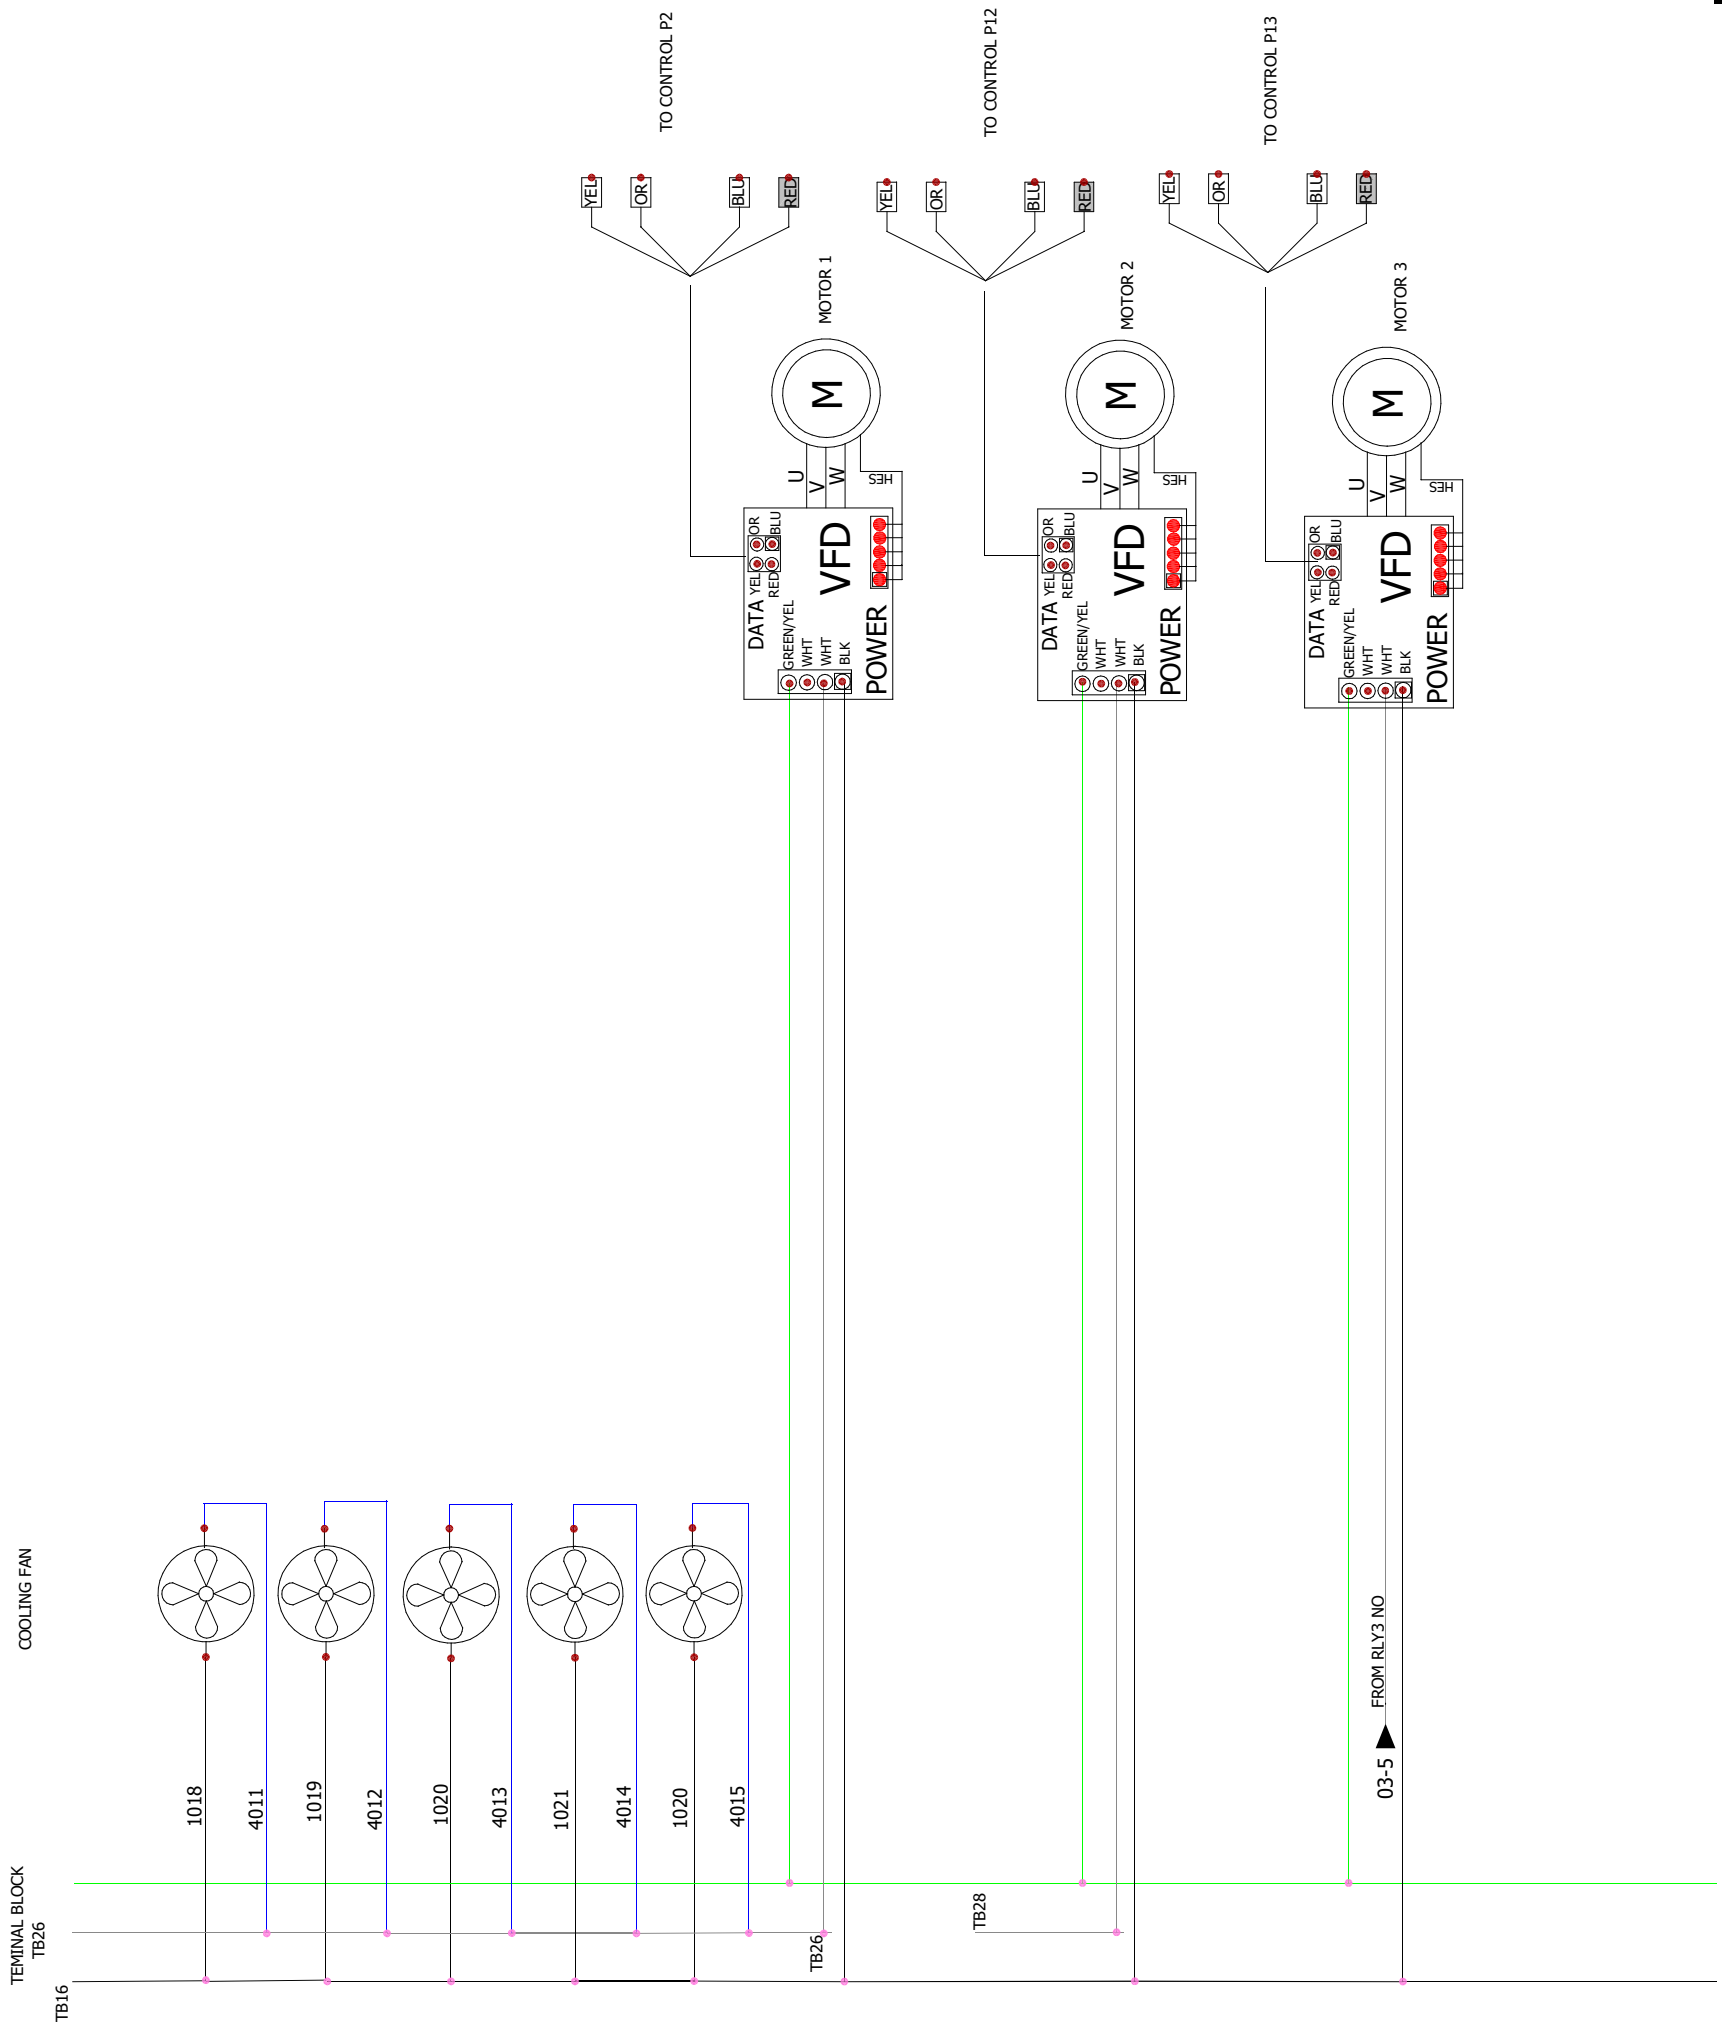 TO CONTROL P2
TO CONTROL P12
TO CONTROL P13
YEL
OR
BLU
RED
YEL
OR
BLU
RED
YEL
OR
BLU
RED
MOTOR 1
MOTOR 2
MOTOR 3
M
M
M
U
V
W
HES
U
V
W
HES
U
V
W
HES
DATA
YEL
OR
RED
BLU
VFD
GREEN/YEL
WHT
WHT
BLK
POWER
DATA
YEL
OR
RED
BLU
VFD
GREEN/YEL
WHT
WHT
BLK
POWER
DATA
YEL
OR
RED
BLU
VFD
GREEN/YEL
WHT
WHT
BLK
POWER
COOLING FAN
1018
4011
1019
4012
1020
4013
1021
4014
1020
4015
FROM RLY3 NO
03-5
TEMINAL BLOCK
TB26
TB16
TB26
TB28